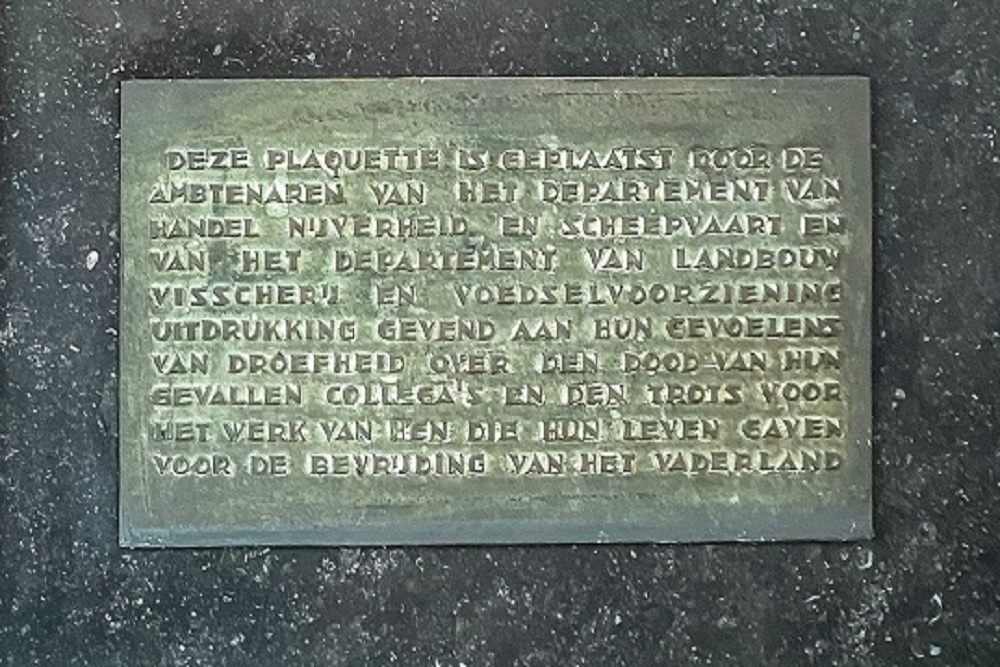 DEZE PLAQUETTE IS GEPLAATST DOOR DE
AMBTENAREN VAN HET DEPARTEMENT VAN
HANDEL NIJVERHEID EN SCHEEPVAART EN
VAN HET DEPARTEMENT VAN LANDBOUW
VISSCHERIJ EN VOEDSELVOORZIENING
UITDRUKKING GEVEND AAN HUN GEVOELENS
VAN DROEFHEID OVER DEN DOOD VAN HUN
GEVALLEN COLLEGA'S EN DEN TROTS VOOR
HET WERK VAN HEN DIE HUN LEVEN GAVEN
VOOR DE BEVRIJDING VAN HET VADERLAND